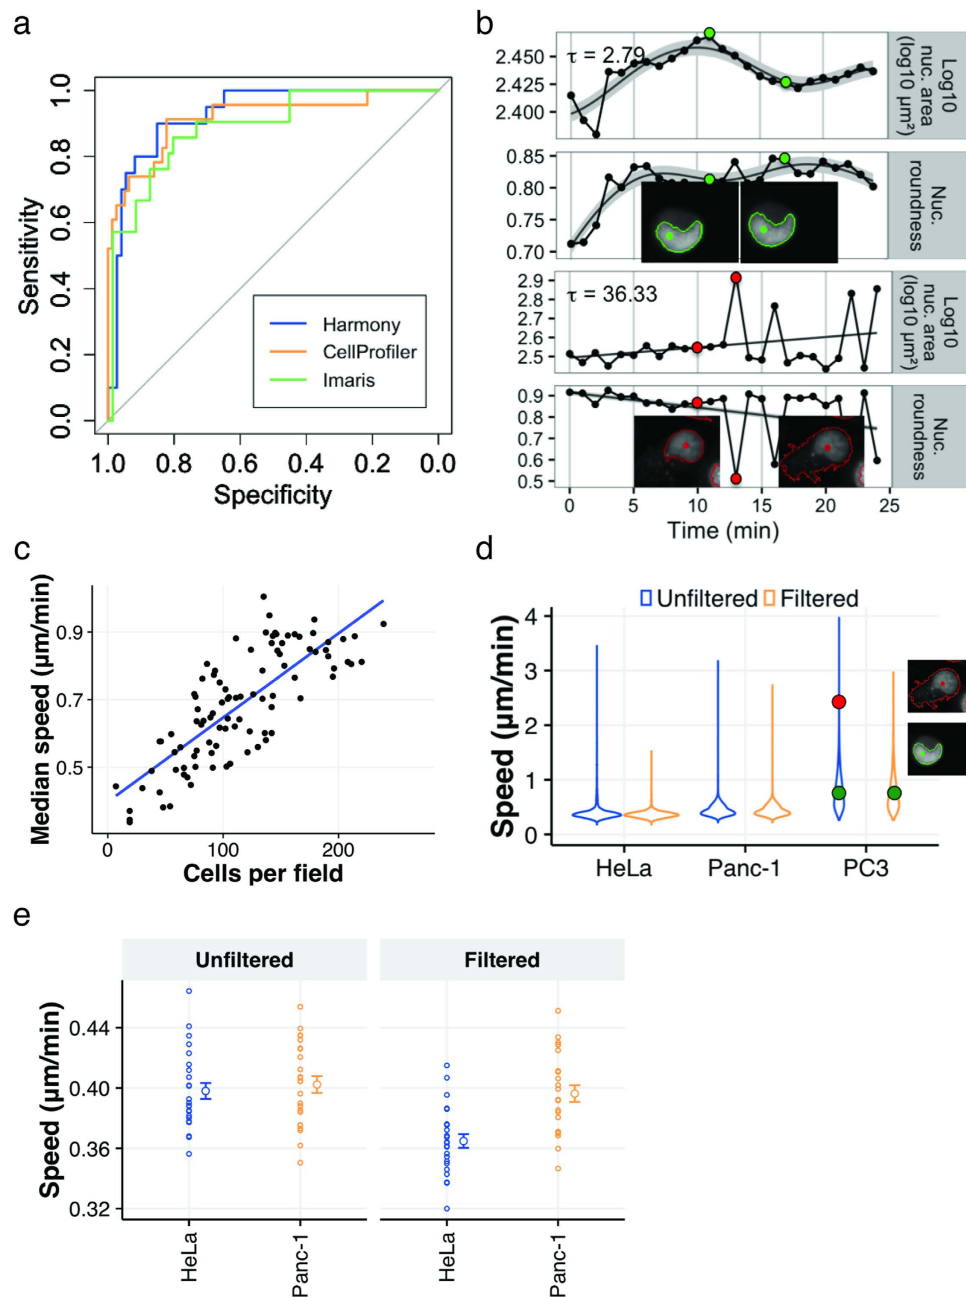 a
1.0
0.8
0.6
0.4
0.2
0.0
Sensitivity
Harmony
CellProfiler
Imaris
1.0 0.8 0.6 0.4 0.2 0.0
Specificity
b
τ = 2.79
2.450
2.425
2.400
Log10
nuc. area
(log10 µm²)
0.85
0.80
0.75
0.70
Nuc.
roundness
τ = 36.33
2.9
2.8
2.7
2.6
2.5
Log10
nuc. area
(log10 µm²)
0.9
0.8
0.7
0.6
0.5
Nuc.
roundness
0 5 10 15 20 25
Time (min)
c
Median speed (µm/min)
0.9
0.7
0.5
0 100 200
Cells per field
d
Unfiltered Filtered
Speed (µm/min)
4
3
2
1
0
HeLa Panc-1 PC3
e
Unfiltered Filtered
Speed (µm/min)
0.44
0.40
0.36
0.32
HeLa Panc-1 HeLa Panc-1